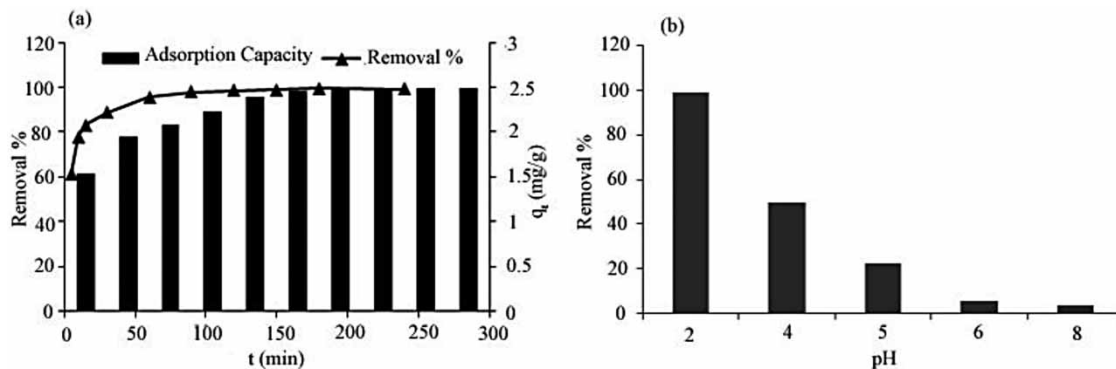 (a)
120
100
80
60
40
20
0
Removal %
Adsorption Capacity
Removal %
.3
2.5
2
1.5
1
0.5
0
qt (mg/g)
0 50 100 150 200 250 300
t (min)
(b)
120
100
80
60
40
20
0
Removal %
2 4 5 6 8
pH